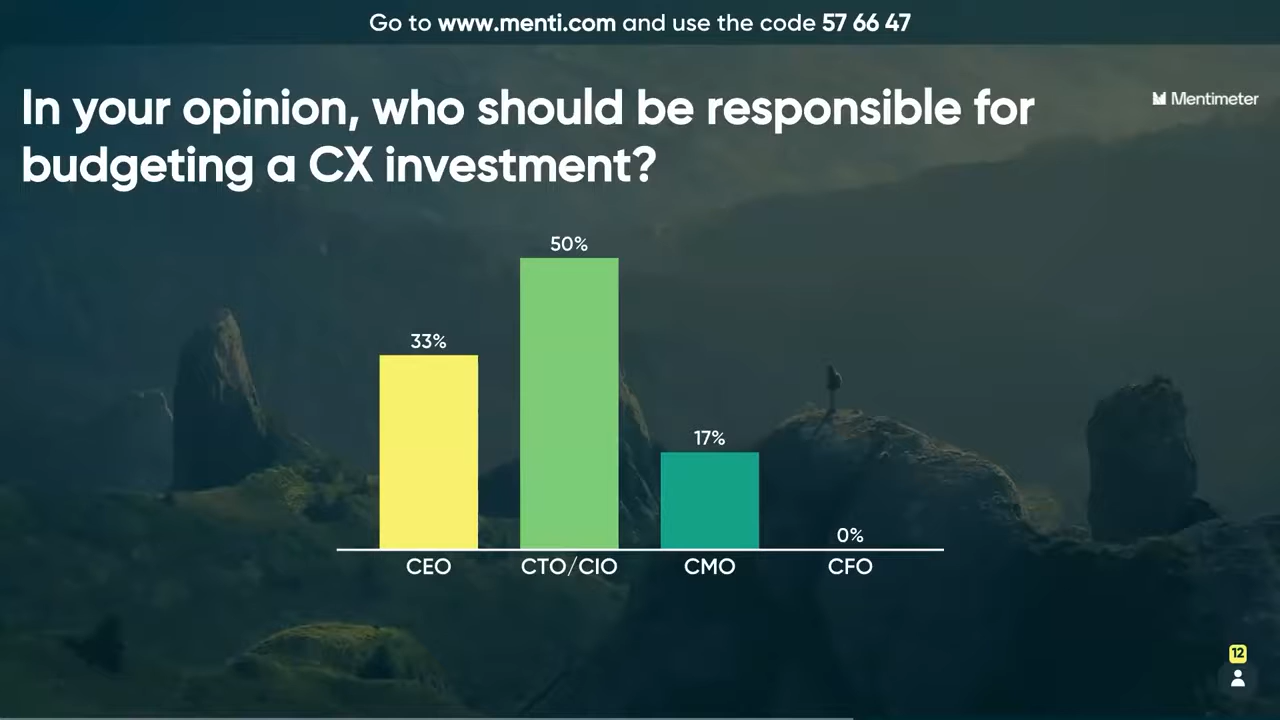 Go to www.menti.com and use the code 57 66 47
In your opinion, who should be responsible for
budgeting a CX investment?
Mentimeter
50%
33%
17%
0%
CEO
CTO/CIO
CMO
CFO
12